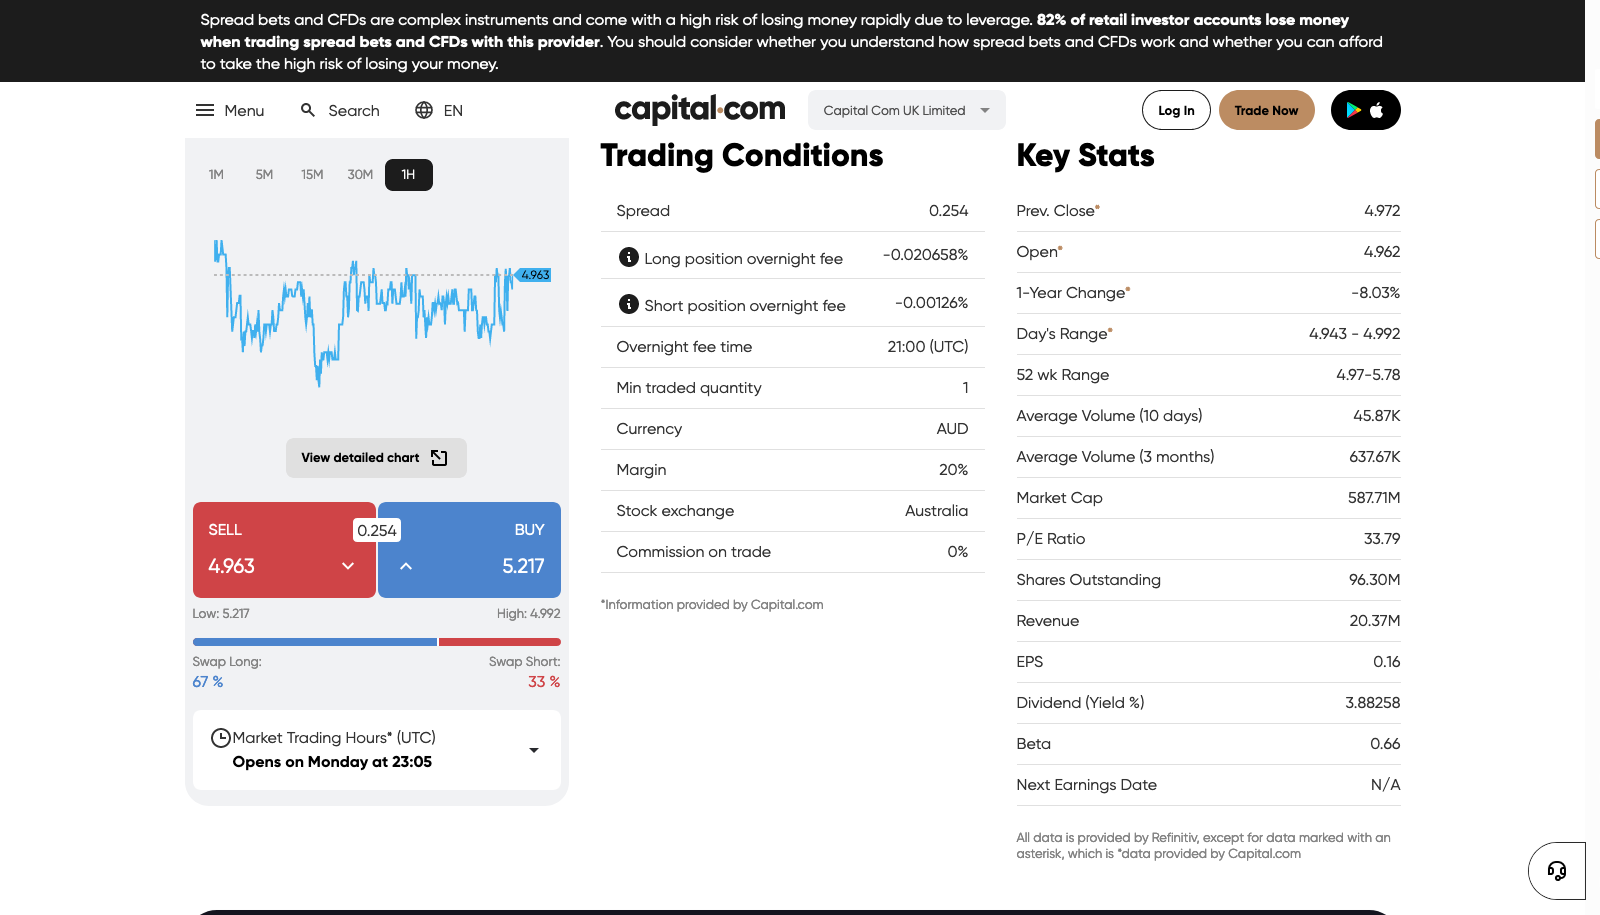 Spread bets and CFDs are complex instruments and come with a high risk of losing money rapidly due to leverage. 82% of retail investor accounts lose money
when trading spread bets and CFDs with this provider. You should consider whether you understand how spread bets and CFDs work and whether you can afford
to take the high risk of losing your money.
Menu Search EN capital.com Capital Com UK Limited Log In Trade Now
1M 5M 15M 30M 1H
4.963
View detailed chart
SELL 0.254 BUY
4.963 5.217
Low: 5.217 High: 4.992
Swap Long: Swap Short:
67 % 33 %
Market Trading Hours* (UTC)
Opens on Monday at 23:05
Trading Conditions
Spread 0.254
Long position overnight fee -0.020658%
Short position overnight fee -0.00126%
Overnight fee time 21:00 (UTC)
Min traded quantity 1
Currency AUD
Margin 20%
Stock exchange Australia
Commission on trade 0%
*Information provided by Capital.com
Key Stats
Prev. Close* 4.972
Open* 4.962
1-Year Change* -8.03%
Day's Range* 4.943 - 4.992
52 wk Range 4.97-5.78
Average Volume (10 days) 45.87K
Average Volume (3 months) 637.67K
Market Cap 587.71M
P/E Ratio 33.79
Shares Outstanding 96.30M
Revenue 20.37M
EPS 0.16
Dividend (Yield %) 3.88258
Beta 0.66
Next Earnings Date N/A
All data is provided by Refinitiv, except for data marked with an
asterisk, which is *data provided by Capital.com